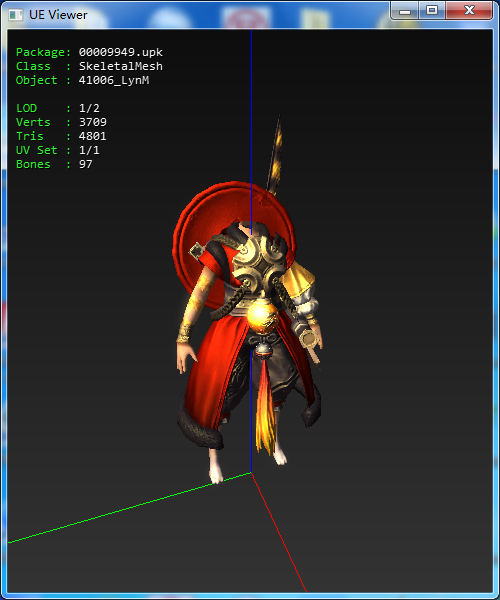 UE Viewer
Package: 00009949.upk
Class : SkeletalMesh
Object : 41006_LynM
LOD : 1/2
Verts : 3709
Tris : 4801
UV Set : 1/1
Bones : 97